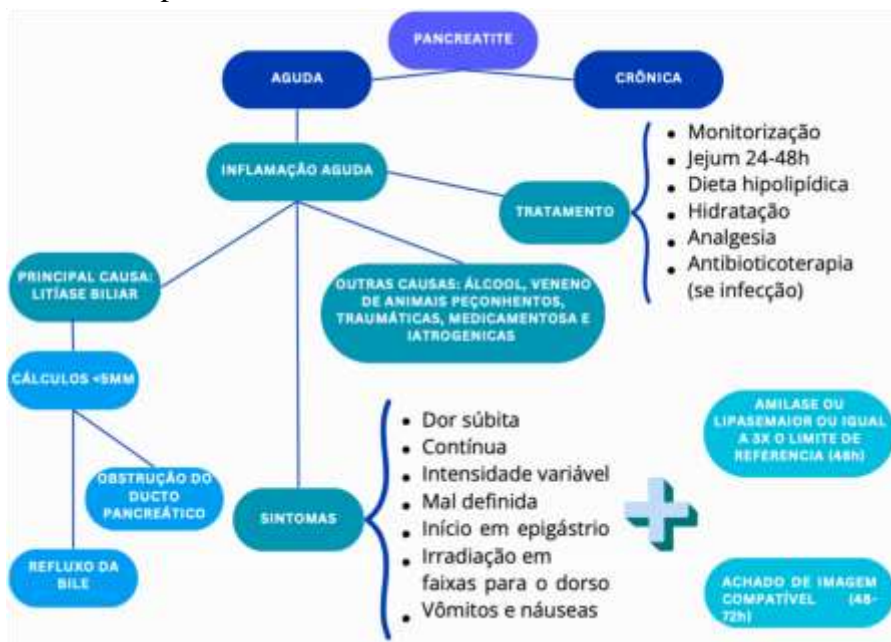 PANCREATITE
AGUDA
CRÔNICA
INFLAMAÇÃO AGUDA
TRATAMENTO
• Monitorização
• Jejum 24-48h
• Dieta hipolipídica
• Hidratação
• Analgesia
• Antibioticoterapia
(se infecção)
PRINCIPAL CAUSA:
LITÍASE BILIAR
OUTRAS CAUSAS: ÁLCOOL, VENENO
DE ANIMAIS PEÇONHENTOS,
TRAUMÁTICAS, MEDICAMENTOSA E
IATROGENICAS
CÁLCULOS <5MM
OBSTRUÇÃO DO
DUCTO
PANCREÁTICO
REFLUXO DA
BILE
SINTOMAS
• Dor súbita
• Contínua
• Intensidade variável
• Mal definida
• Início em epigástrio
• Irradiação em
faixas para o dorso
• Vômitos e náuseas
AMILASE OU
LIPASEMAIOR OU IGUAL
A 3X O LIMITE DE
REFERENCIA (48h)
ACHADO DE IMAGEM
COMPATÍVEL (48-
72h)